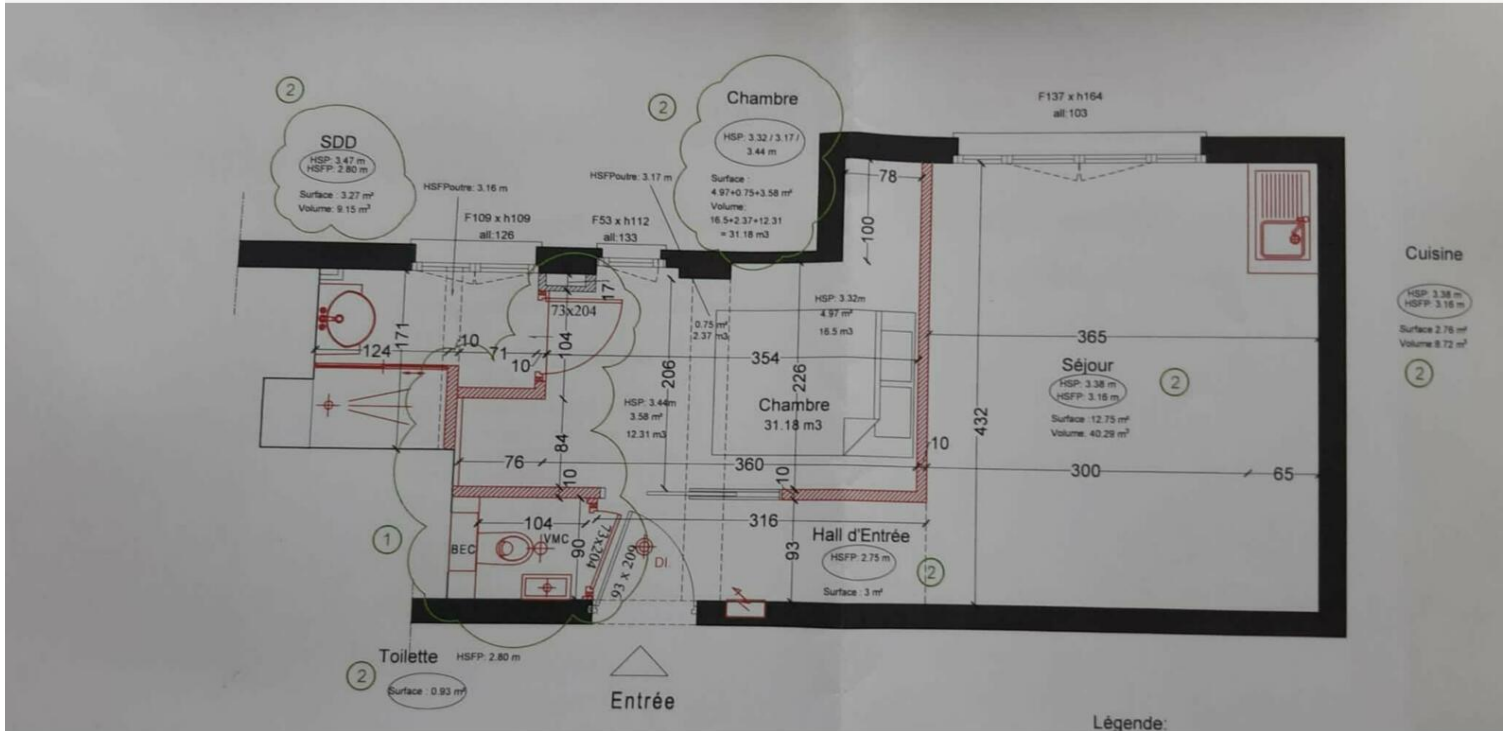 2
SDD
HSP: 3.47 m
HSFP: 2.80 m
Surface : 3.27 m²
Volume: 9.15 m³
HSFPoutre: 3.16 m
F109 x h109
all:126
2
HSFPoutre: 3.17 m
F53 x h112
all:133
Chambre
HSP: 3.32 / 3.17 /
3.44 m
Surface :
4.97+0.75+3.58 m²
Volume:
16.5+2.37+12.31
= 31.18 m3
F137 x h164
all:103
78
100
17
73x204
171
124
10
71
10
104
0.75 m²
2.37 m3
HSP: 3.32m
4.97 m²
16.5 m3
354
206
226
HSP: 3.44m
3.58 m²
12.31 m3
Chambre
31.18 m3
84
76
10
360
10
10
365
Séjour
HSP: 3.38 m
HSFP: 3.16 m
Surface :12.75 m²
Volume: 40.29 m³
2
432
300
65
Cuisine
HSP: 3.38 m
HSFP: 3.16 m
Surface 2.76 m²
Volume:8.72 m³
2
1
BEC
104
VMC
90
73x204
93 x 209
DI.
316
93
Hall d'Entrée
HSFP: 2.75 m
Surface : 3 m²
2
Toilette
HSFP: 2.80 m
2
Surface : 0.93 m²
Entrée
Légende: